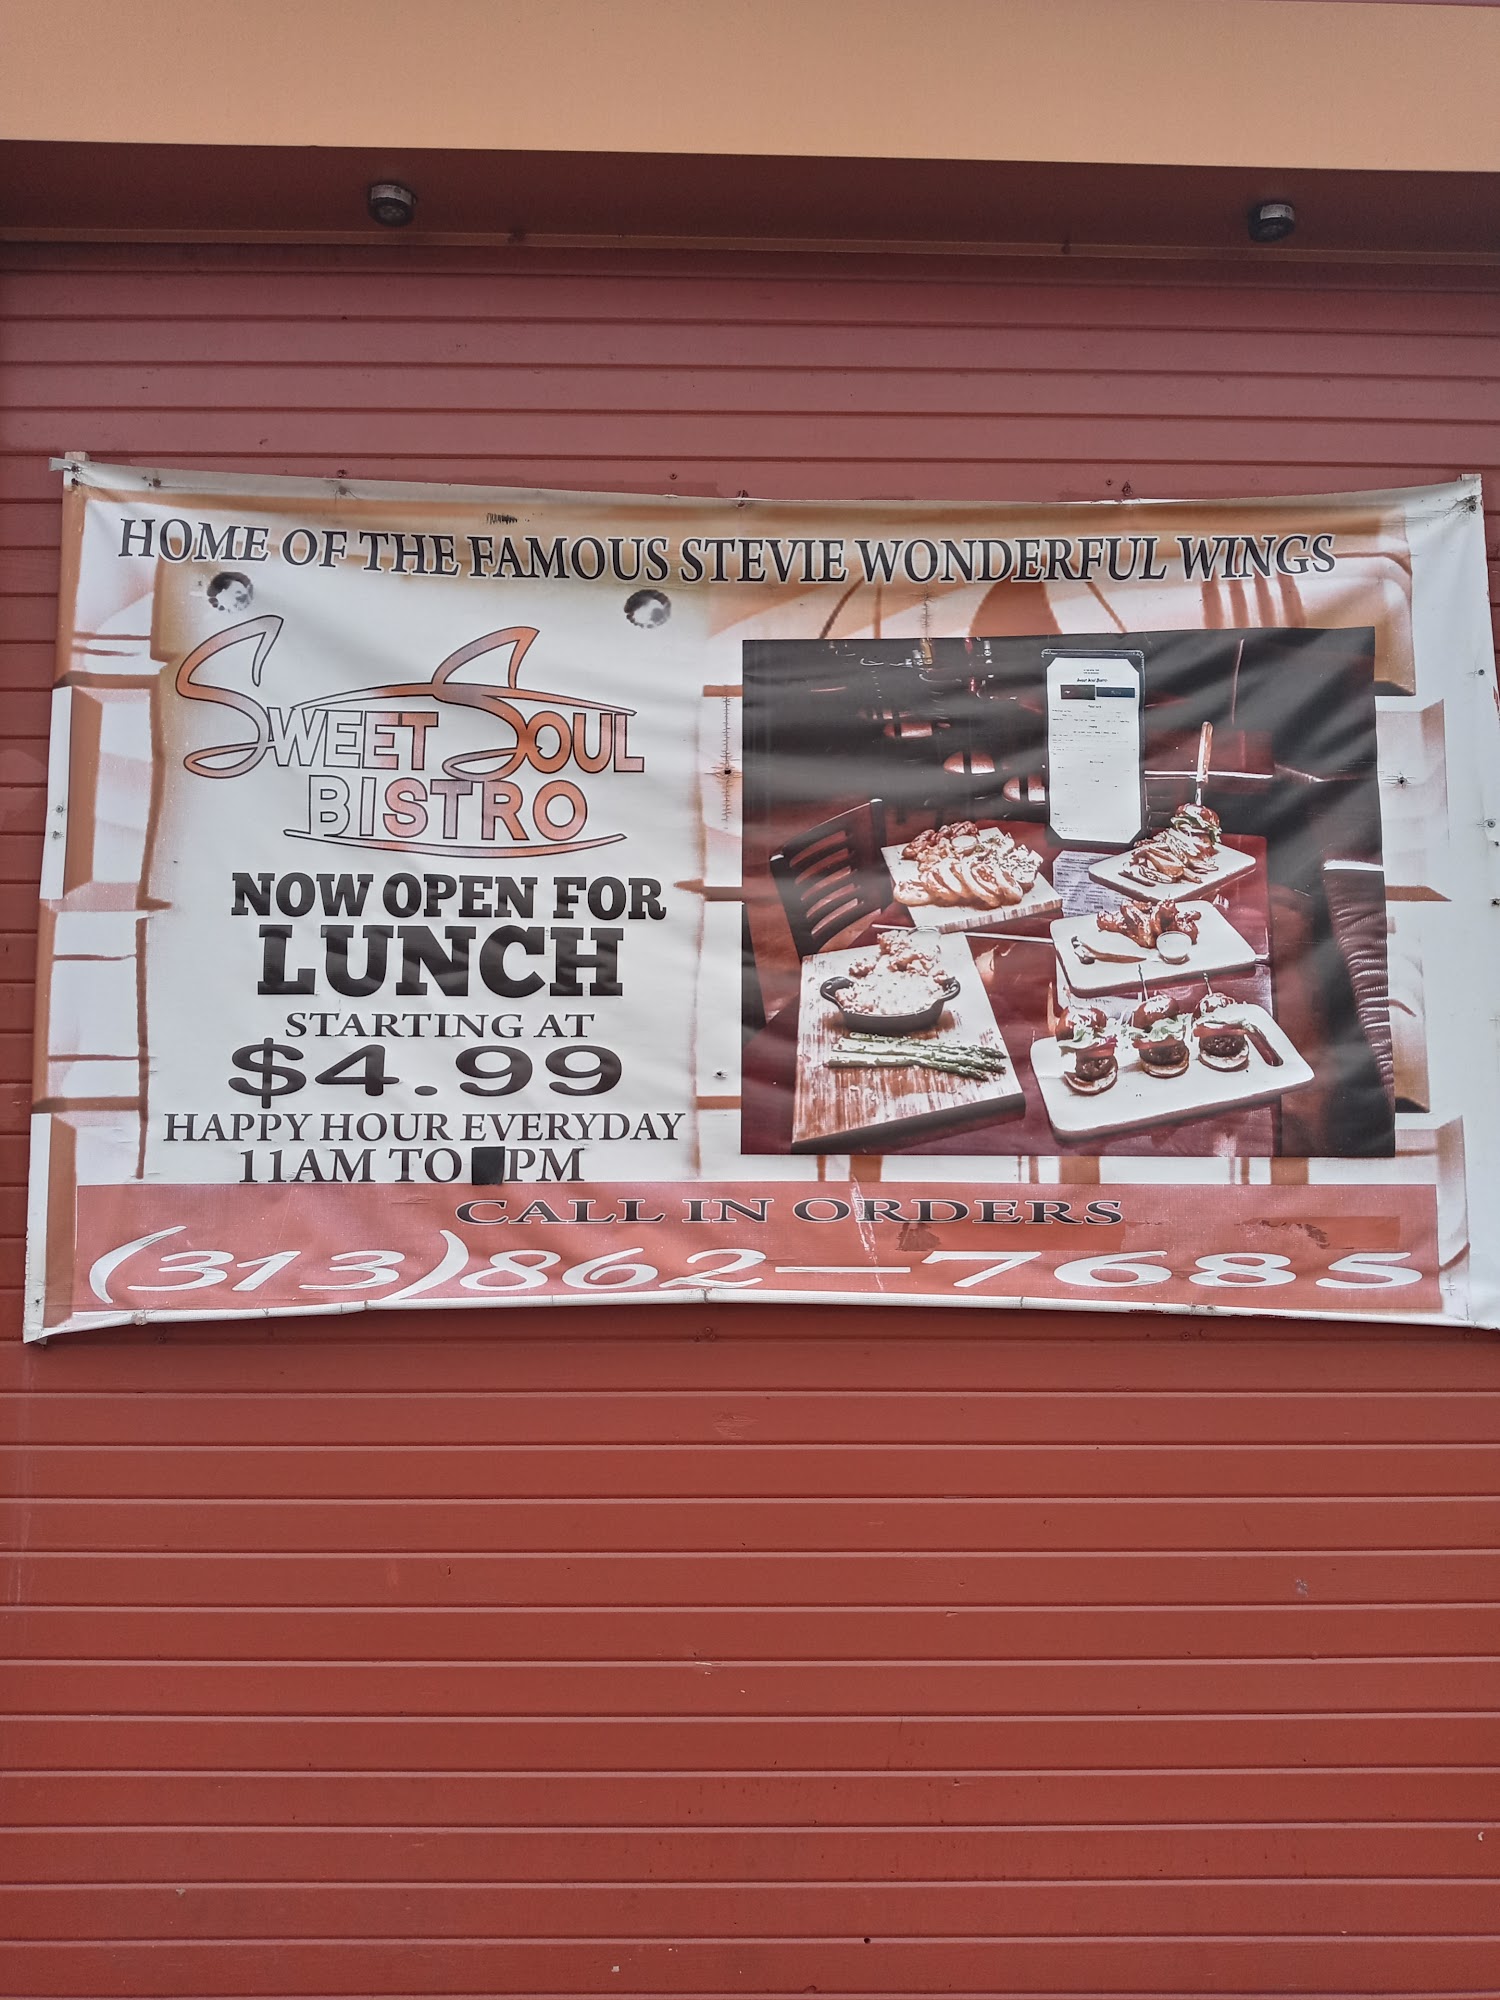 HOME OF THE FAMOUS STEVIE WONDERFUL WINGS
SWEET SOUL
BISTRO
NOW OPEN FOR
LUNCH
STARTING AT
$4.99
HAPPY HOUR EVERYDAY
11AM TO PM
CALL IN ORDERS
(313)862-7685